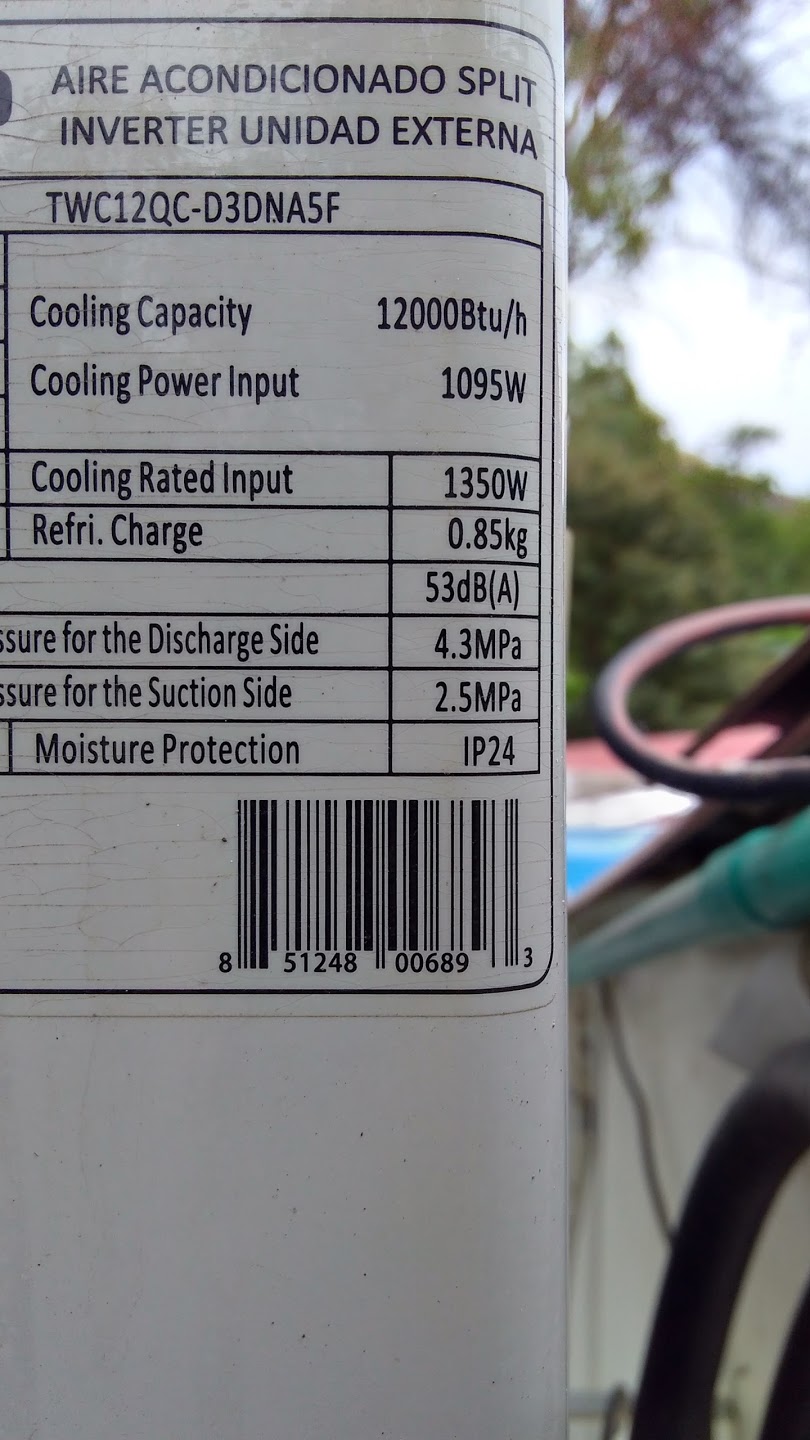 AIRE ACONDICIONADO SPLIT
INVERTER UNIDAD EXTERNA
TWC12QC-D3DNA5F
Cooling Capacity 12000Btu/h
Cooling Power Input 1095W
Cooling Rated Input 1350W
Refri. Charge 0.85kg
53dB(A)
ssure for the Discharge Side 4.3MPa
ssure for the Suction Side 2.5MPa
Moisture Protection IP24
8 51248 00689 3